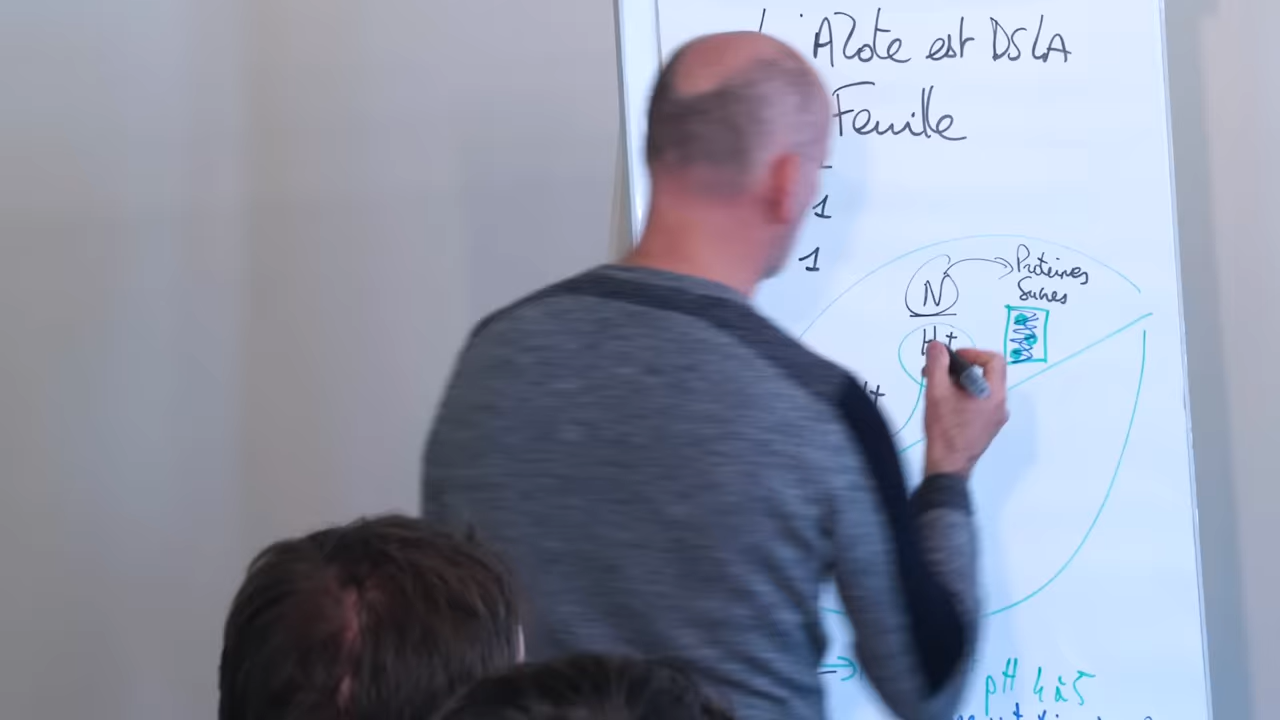 Azote est DS LA
Feuille
1
1
N
Protéines
Sucres
H+
pH 4 à 5